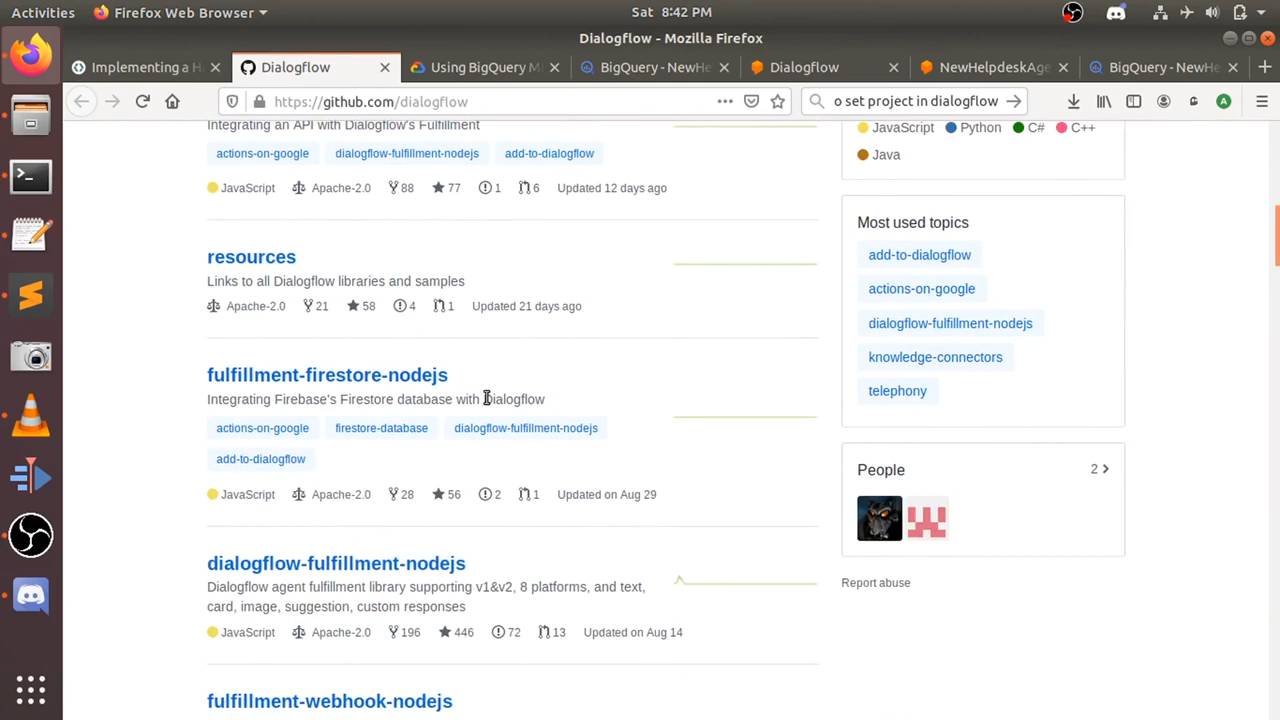 Activities
Firefox Web Browser
Sat 8:42 PM
Dialogflow - Mozilla Firefox
Implementing a H
Dialogflow
Using BigQuery M
BigQuery - NewHe
Dialogflow
NewHelpdeskAge
BigQuery - NewHe
https://github.com/dialogflow
o set project in dialogflow
Integrating an API with Dialogflow's Fulfillment
actions-on-google
dialogflow-fulfillment-nodejs
add-to-dialogflow
JavaScript
Apache-2.0
88
77
1
6
Updated 12 days ago
resources
Links to all Dialogflow libraries and samples
Apache-2.0
21
58
4
1
Updated 21 days ago
fulfillment-firestore-nodejs
Integrating Firebase's Firestore database with Dialogflow
actions-on-google
firestore-database
dialogflow-fulfillment-nodejs
add-to-dialogflow
JavaScript
Apache-2.0
28
56
2
1
Updated on Aug 29
dialogflow-fulfillment-nodejs
Dialogflow agent fulfillment library supporting v1&v2, 8 platforms, and text,
card, image, suggestion, custom responses
JavaScript
Apache-2.0
196
446
72
13
Updated on Aug 14
fulfillment-webhook-nodejs
JavaScript
Python
C#
C++
Java
Most used topics
add-to-dialogflow
actions-on-google
dialogflow-fulfillment-nodejs
knowledge-connectors
telephony
People
2
Report abuse